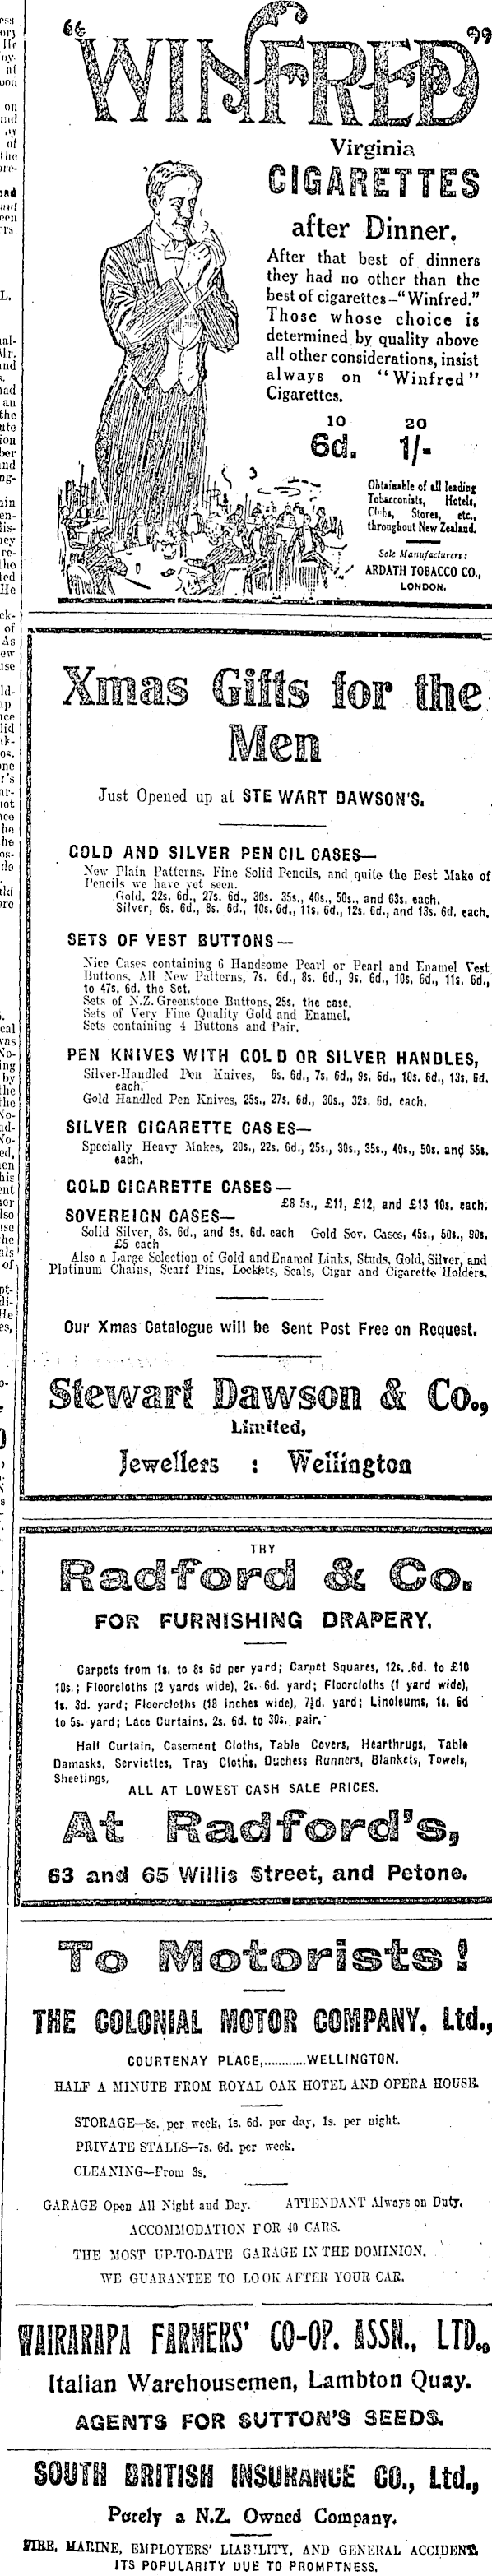 "WINFRED"
Virginia
CIGARETTES
after Dinner.
After that best of dinners
they had no other than the
best of cigarettes—"Winfred."
Those whose choice is
determined by quality above
all other considerations, insist
always on "Winfred"
Cigarettes.
10 20
6d. 1/-
Obtainable of all leading
Tobacconists, Hotels,
Clubs, Stores, etc.,
throughout New Zealand.
Sole Manufacturers:
ARDATH TOBACCO CO.,
LONDON.
Xmas Gifts for the
Men
Just Opened up at STEWART DAWSON'S.
GOLD AND SILVER PENCIL CASES—
New Plain Patterns. Fine Solid Pencils, and quite the Best Make of
Pencils we have yet seen.
Gold, 22s. 6d., 27s. 6d., 30s. 35s., 40s., 50s., and 63s. each.
Silver, 6s. 6d., 8s. 6d., 10s. 6d., 11s. 6d., 12s. 6d., and 13s. 6d. each.
SETS OF VEST BUTTONS—
Nice Cases containing 6 Handsome Pearl or Pearl and Enamel Vest
Buttons. All New Patterns, 7s. 6d., 8s. 6d., 9s. 6d., 10s. 6d., 11s. 6d.,
to 47s. 6d. the Set.
Sets of N.Z. Greenstone Buttons, 25s. the case.
Sets of Very Fine Quality Gold and Enamel.
Sets containing 4 Buttons and Pair.
PEN KNIVES WITH GOLD OR SILVER HANDLES,
Silver-Handled Pen Knives, 6s. 6d., 7s. 6d., 9s. 6d., 10s. 6d., 13s. 6d.
each.
Gold Handled Pen Knives, 25s., 27s. 6d., 30s., 32s. 6d. each.
SILVER CIGARETTE CASES—
Specially Heavy Makes, 20s., 22s. 6d., 25s., 30s., 35s., 40s., 50s. and 55s.
each.
GOLD CIGARETTE CASES—
£8 5s., £11, £12, and £13 10s. each.
SOVEREIGN CASES—
Solid Silver, 8s. 6d., and 9s. 6d. each Gold Sov. Cases, 45s., 50s., 90s.,
£5 each
Also a Large Selection of Gold and Enamel Links, Studs, Gold, Silver, and
Platinum Chains, Scarf Pins, Lockets, Seals, Cigar and Cigarette Holders.
Our Xmas Catalogue will be Sent Post Free on Request.
Stewart Dawson & Co.,
Limited,
Jewellers : Wellington
TRY
Radford & Co.
FOR FURNISHING DRAPERY.
Carpets from 1s. to 8s 6d per yard; Carpet Squares, 12s. 6d. to £10
10s.; Floorcloths (2 yards wide), 2s. 6d. yard; Floorcloths (1 yard wide),
1s. 3d. yard; Floorcloths (18 inches wide), 7½d. yard; Linoleums, 1s. 6d
to 5s. yard; Lace Curtains, 2s. 6d. to 30s. pair.
Hall Curtain, Casement Cloths, Table Covers, Hearthrugs, Table
Damasks, Serviettes, Tray Cloths, Duchess Runners, Blankets, Towels,
Sheetings,
ALL AT LOWEST CASH SALE PRICES.
At Radford's,
63 and 65 Willis Street, and Petone.
To Motorists!
THE COLONIAL MOTOR COMPANY. Ltd.,
COURTENAY PLACE,............WELLINGTON.
HALF A MINUTE FROM ROYAL OAK HOTEL AND OPERA HOUSE.
STORAGE—5s. per week, 1s. 6d. per day, 1s. per night.
PRIVATE STALLS—7s. 6d. per week.
CLEANING—From 3s.
GARAGE Open All Night and Day. ATTENDANT Always on Duty.
ACCOMMODATION FOR 40 CARS.
THE MOST UP-TO-DATE GARAGE IN THE DOMINION.
WE GUARANTEE TO LOOK AFTER YOUR CAR.
WAIRARAPA FARMERS' CO-OP. ASSN., LTD.,
Italian Warehousemen, Lambton Quay.
AGENTS FOR SUTTON'S SEEDS.
SOUTH BRITISH INSURANCE CO., Ltd.,
Purely a N.Z. Owned Company.
FIRE, MARINE, EMPLOYERS' LIABILITY, AND GENERAL ACCIDENT.
ITS POPULARITY DUE TO PROMPTNESS.